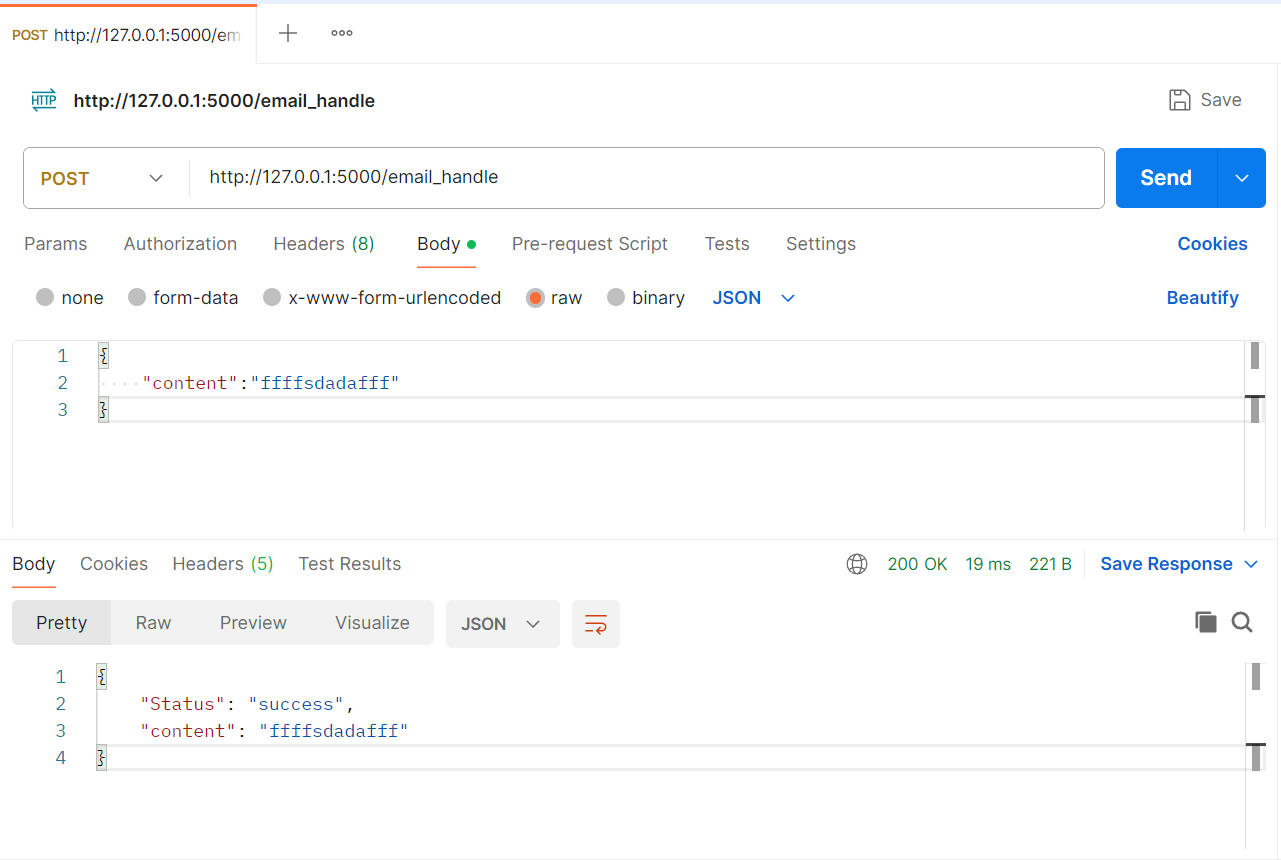 POST http://127.0.0.1:5000/em
HTTP http://127.0.0.1:5000/email_handle Save
POST http://127.0.0.1:5000/email_handle Send
Params Authorization Headers (8) Body Pre-request Script Tests Settings Cookies
none form-data x-www-form-urlencoded raw binary JSON Beautify
1 {
2 "content":"ffffsdadafff"
3 }
Body Cookies Headers (5) Test Results 200 OK 19 ms 221 B Save Response
Pretty Raw Preview Visualize JSON
1 {
2 "Status": "success",
3 "content": "ffffsdadafff"
4 }